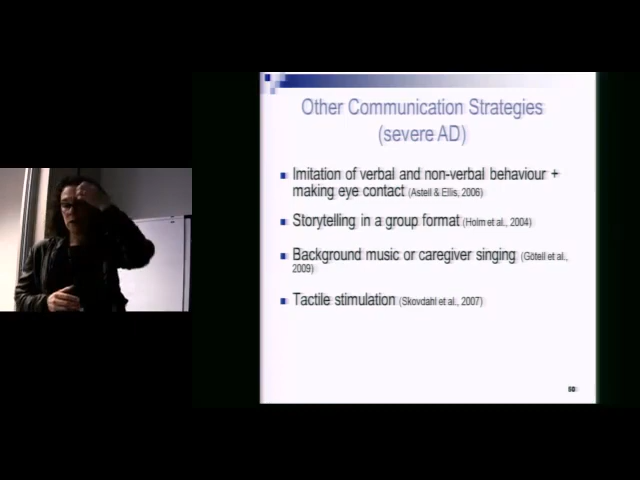 Other Communication Strategies
(severe AD)
Imitation of verbal and non-verbal behaviour +
making eye contact (Astell & Ellis, 2006)
Storytelling in a group format (Holm et al., 2004)
Background music or caregiver singing (Götell et al.,
2009)
Tactile stimulation (Skovdahl et al., 2007)
60